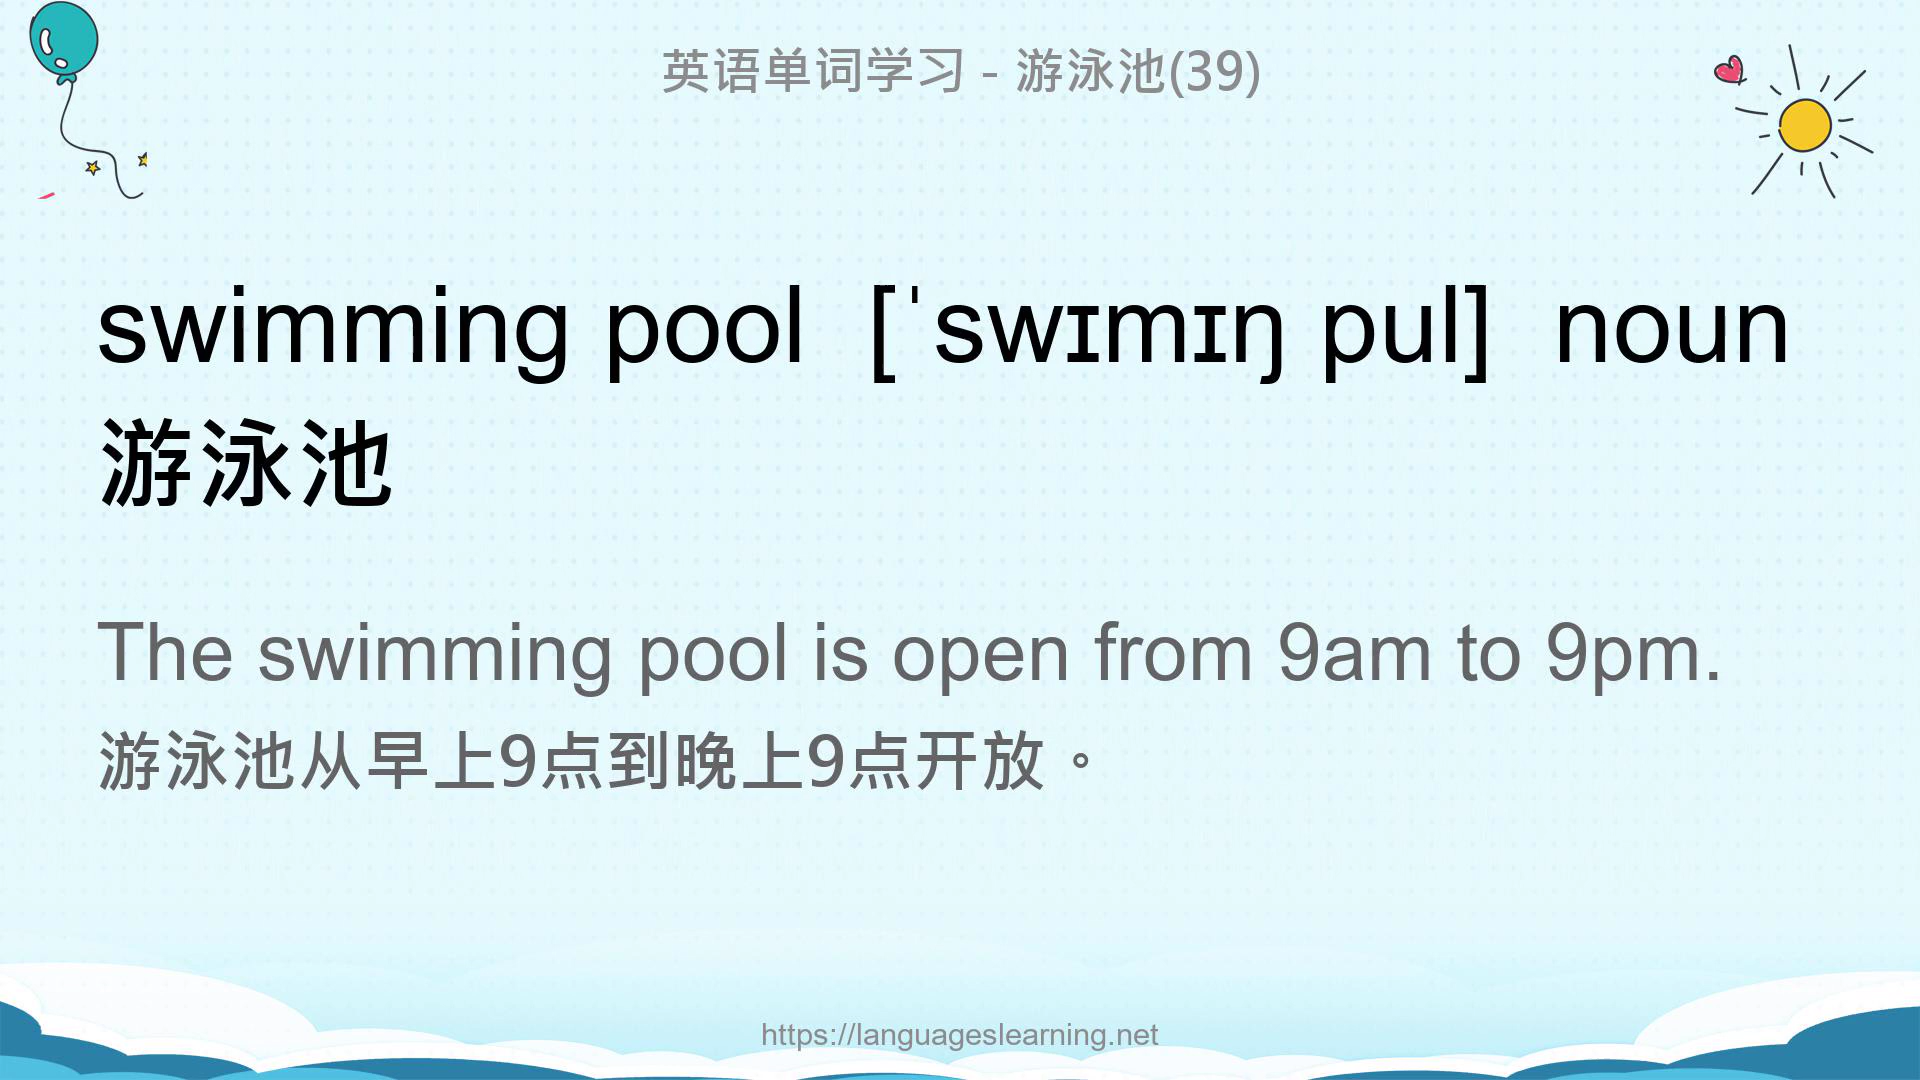 英语单词学习 - 游泳池(39)
swimming pool  [ˈswɪmɪŋ pul]  noun
游泳池
The swimming pool is open from 9am to 9pm.
游泳池从早上9点到晚上9点开放。
https://languageslearning.net